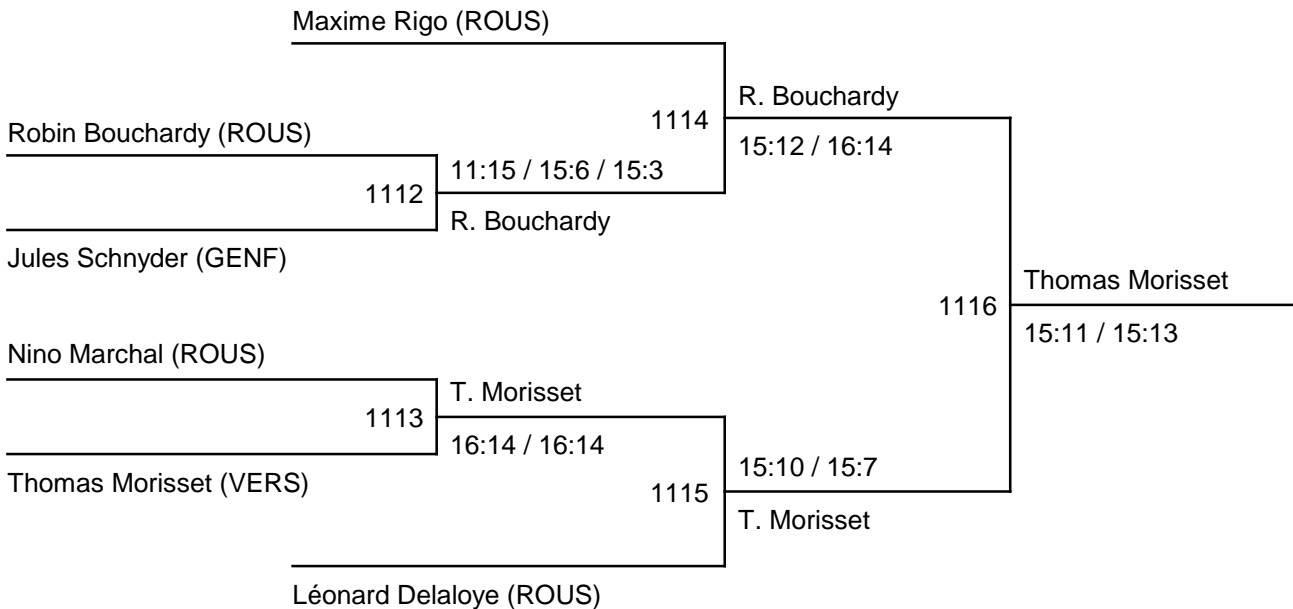 Maxime Rigo (ROUS)
R. Bouchardy
1114
15:12 / 16:14
Robin Bouchardy (ROUS)
11:15 / 15:6 / 15:3
1112
R. Bouchardy
Jules Schnyder (GENF)
Thomas Morisset
1116
15:11 / 15:13
Nino Marchal (ROUS)
T. Morisset
1113
16:14 / 16:14
Thomas Morisset (VERS)
15:10 / 15:7
1115
T. Morisset
Léonard Delaloye (ROUS)